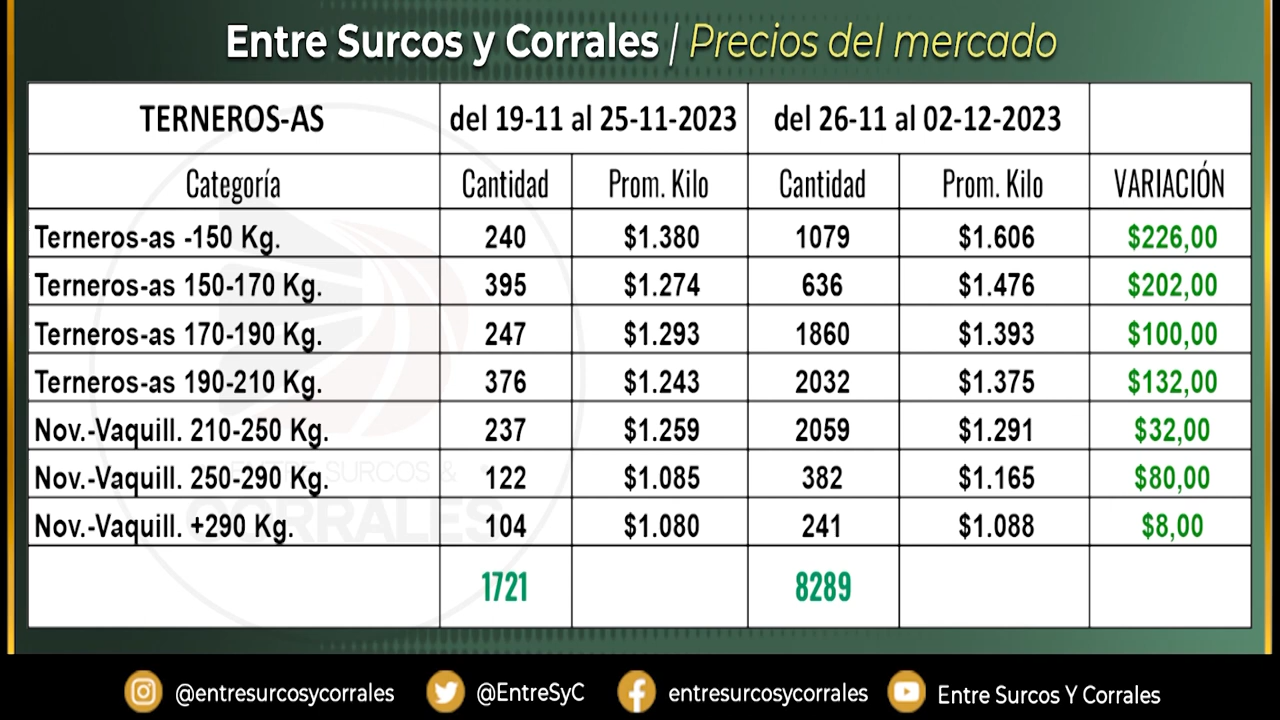 Entre Surcos y Corrales / Precios del mercado
TERNEROS-AS del 19-11 al 25-11-2023 del 26-11 al 02-12-2023
Categoría Cantidad Prom. Kilo Cantidad Prom. Kilo VARIACIÓN
Terneros-as -150 Kg. 240 $1.380 1079 $1.606 $226,00
Terneros-as 150-170 Kg. 395 $1.274 636 $1.476 $202,00
Terneros-as 170-190 Kg. 247 $1.293 1860 $1.393 $100,00
Terneros-as 190-210 Kg. 376 $1.243 2032 $1.375 $132,00
Nov.-Vaquill. 210-250 Kg. 237 $1.259 2059 $1.291 $32,00
Nov.-Vaquill. 250-290 Kg. 122 $1.085 382 $1.165 $80,00
Nov.-Vaquill. +290 Kg. 104 $1.080 241 $1.088 $8,00
1721 8289
ENTRE SURCOS &
CORRALES
@entresurcosycorrales @EntreSyC entresurcosycorrales Entre Surcos Y Corrales